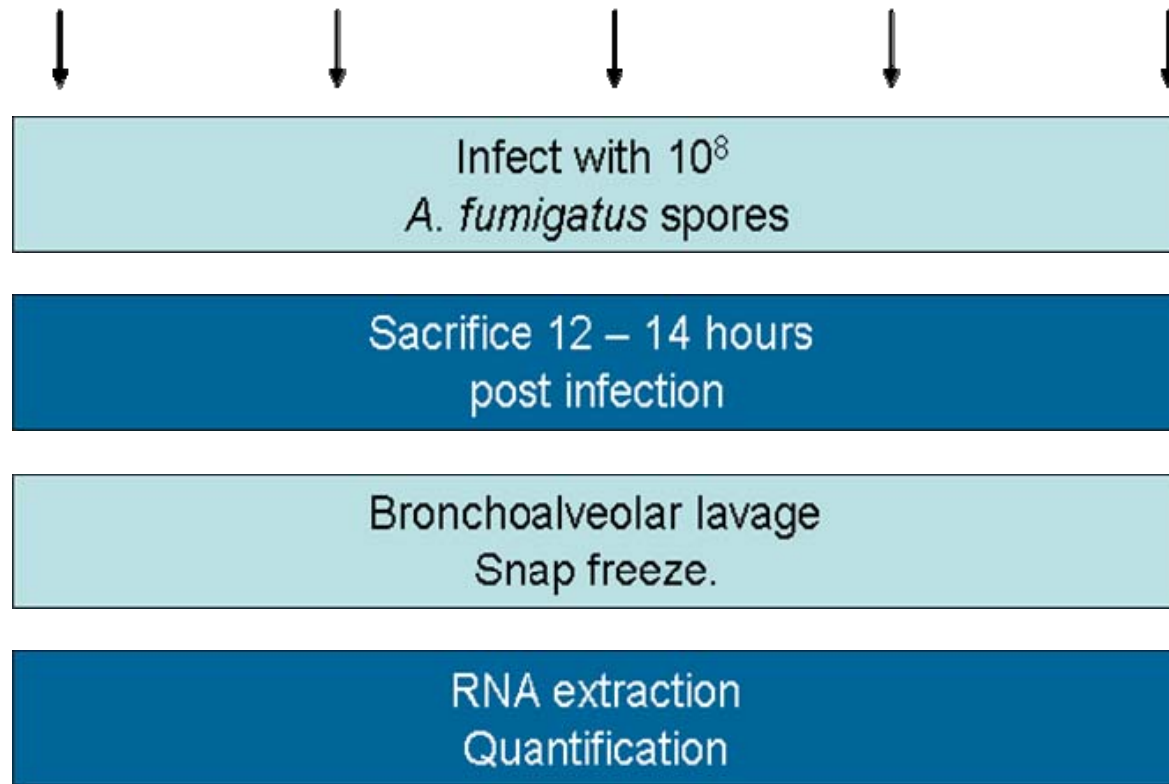 Infect with 10⁸
A. fumigatus spores
Sacrifice 12 – 14 hours
post infection
Bronchoalveolar lavage
Snap freeze.
RNA extraction
Quantification